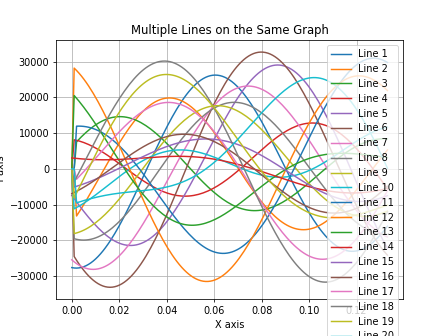 Multiple Lines on the Same Graph
30000
20000
10000
0
-10000
-20000
-30000
0.00
0.02
0.04
0.06
0.08
0.10
X axis
Line 1
Line 2
Line 3
Line 4
Line 5
Line 6
Line 7
Line 8
Line 9
Line 10
Line 11
Line 12
Line 13
Line 14
Line 15
Line 16
Line 17
Line 18
Line 19
Line 20